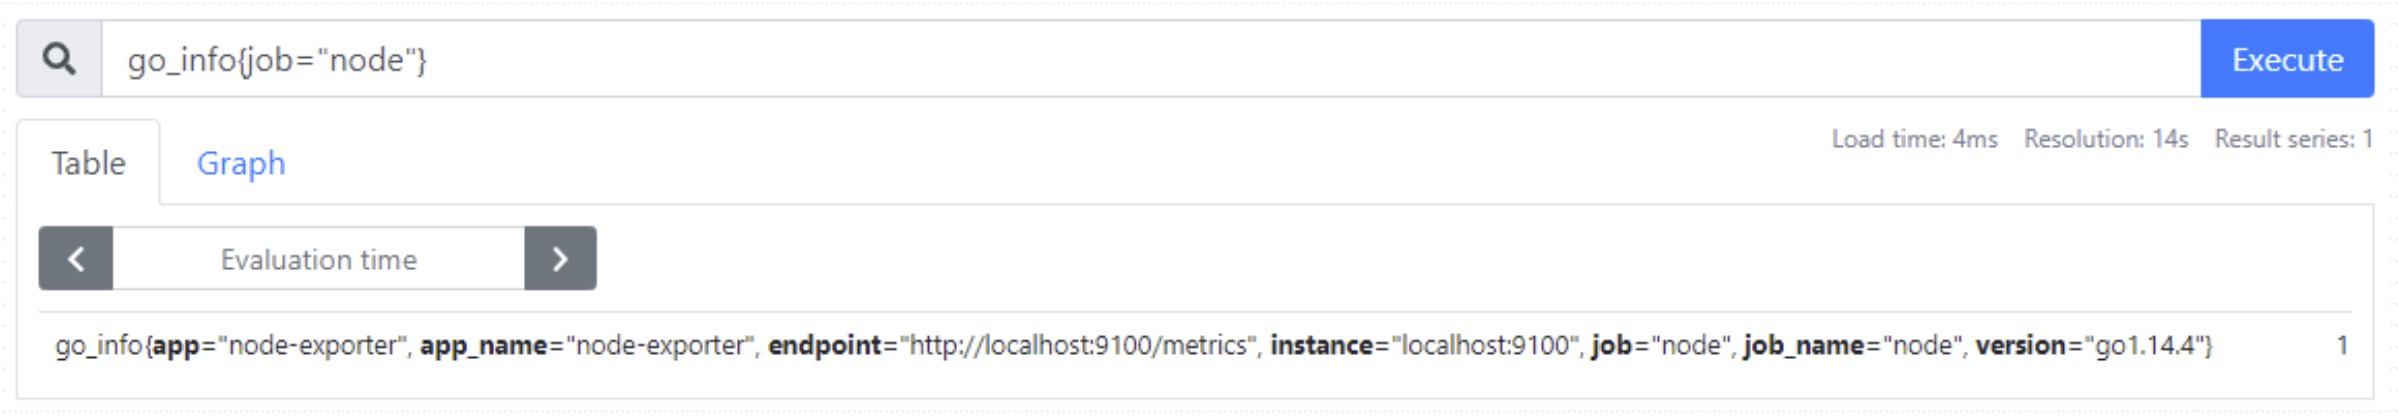 go_info{job="node"}
Execute
Table
Graph
Load time: 4ms Resolution: 14s Result series: 1
Evaluation time
go_info{app="node-exporter", app_name="node-exporter", endpoint="http://localhost:9100/metrics", instance="localhost:9100", job="node", job_name="node", version="go1.14.4"} 1